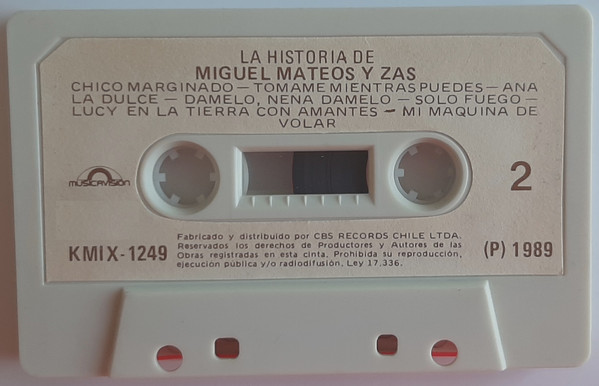 LA HISTORIA DE
MIGUEL MATEOS Y ZAS
CHICO MARGINADO — TOMAME MIENTRAS PUEDES — ANA
LA DULCE — DAMELO, NENA DAMELO — SOLO FUEGO —
LUCY EN LA TIERRA CON AMANTES — MI MAQUINA DE
VOLAR
MUSICAVISION
2
KMIX-1249
Fabricado y distribuido por CBS RECORDS CHILE LTDA.
Reservados los derechos de Productores y Autores de las
Obras registradas en esta cinta. Prohibida su reproducción,
ejecución pública y/o radiodifusión. Ley 17.336.
(P) 1989